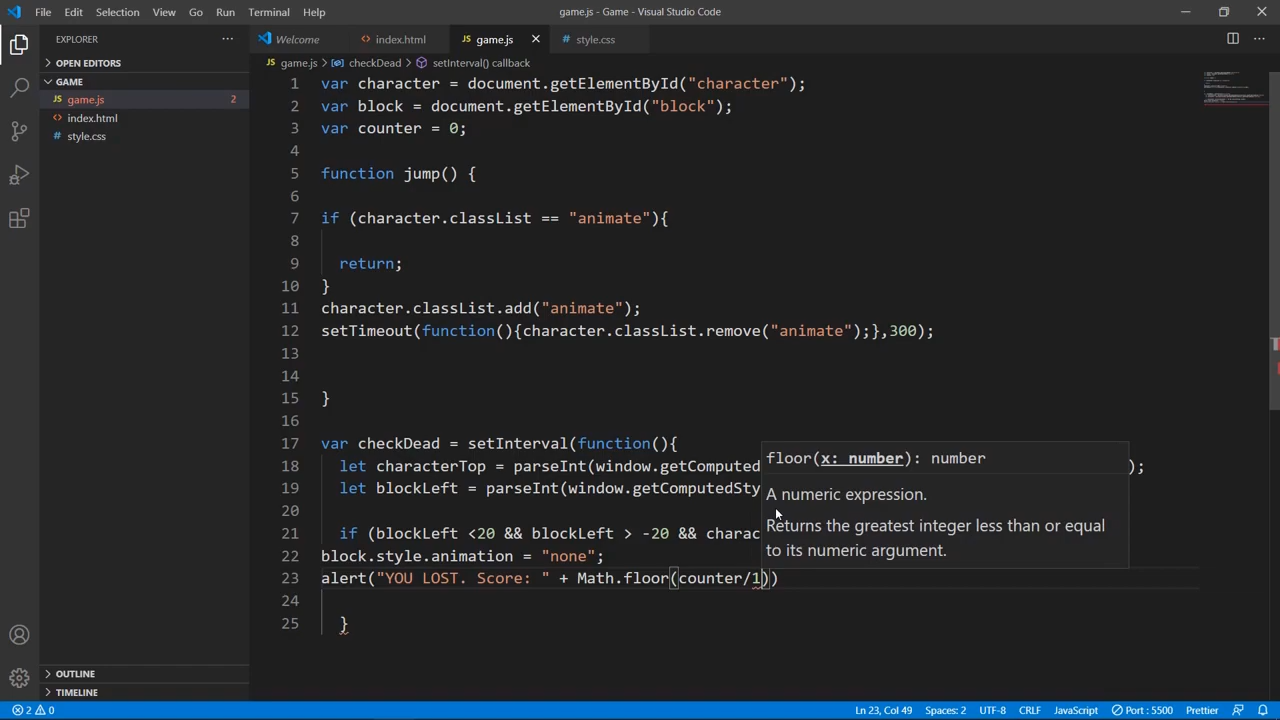 File Edit Selection View Go Run Terminal Help
game.js - Game - Visual Studio Code
EXPLORER
Welcome
index.html
game.js
style.css
game.js > checkDead > setInterval() callback
OPEN EDITORS
GAME
game.js 2
index.html
style.css
1 var character = document.getElementById("character");
2 var block = document.getElementById("block");
3 var counter = 0;
4
5 function jump() {
6
7 if (character.classList == "animate"){
8
9 return;
10 }
11 character.classList.add("animate");
12 setTimeout(function(){character.classList.remove("animate");},300);
13
14
15 }
16
17 var checkDead = setInterval(function(){
18 let characterTop = parseInt(window.getComputed );
19 let blockLeft = parseInt(window.getComputedSty
20
21 if (blockLeft <20 && blockLeft > -20 && charac
22 block.style.animation = "none";
23 alert("YOU LOST. Score: " + Math.floor(counter/1))
24
25 }
floor(x: number): number
A numeric expression.
Returns the greatest integer less than or equal
to its numeric argument.
OUTLINE
TIMELINE
2 0
Ln 23, Col 49 Spaces: 2 UTF-8 CRLF JavaScript Port : 5500 Prettier